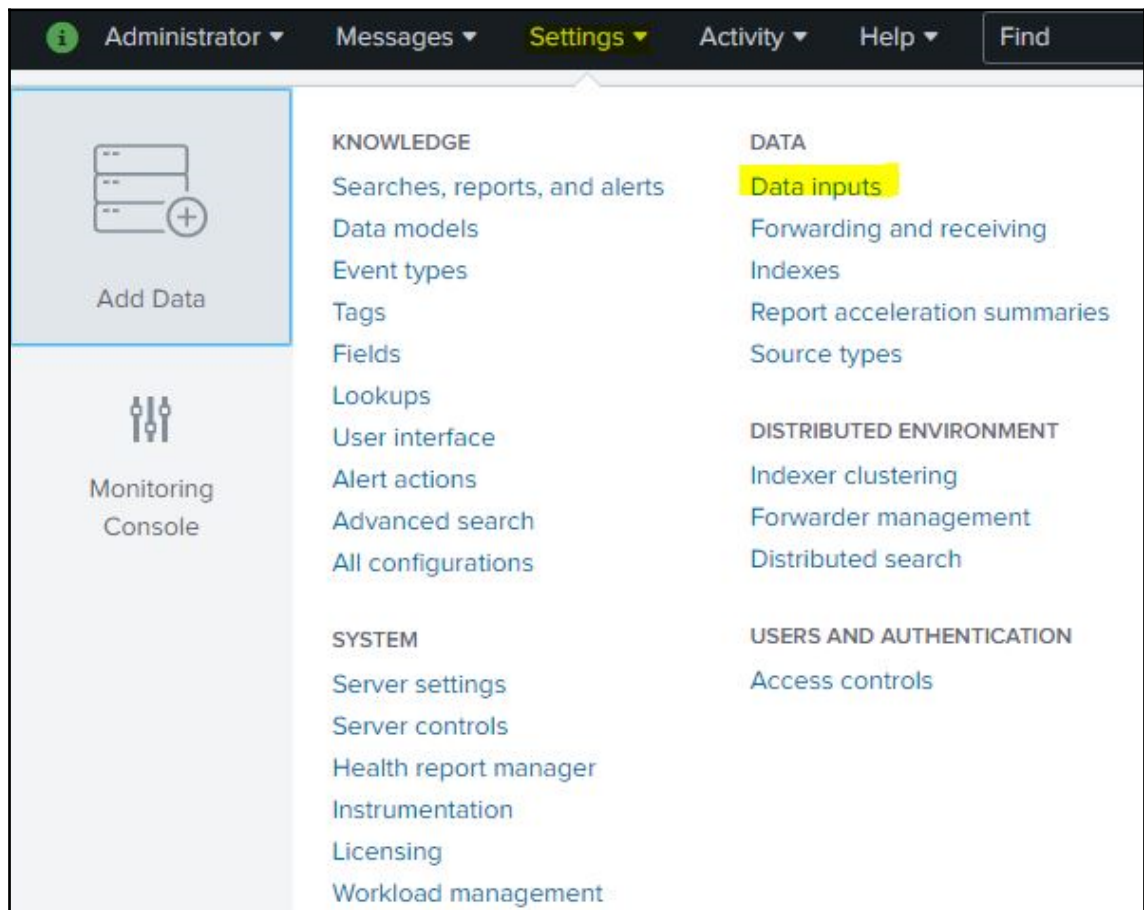 i Administrator Messages Settings Activity Help Find
Add Data
Monitoring
Console
KNOWLEDGE
Searches, reports, and alerts
Data models
Event types
Tags
Fields
Lookups
User interface
Alert actions
Advanced search
All configurations
SYSTEM
Server settings
Server controls
Health report manager
Instrumentation
Licensing
Workload management
DATA
Data inputs
Forwarding and receiving
Indexes
Report acceleration summaries
Source types
DISTRIBUTED ENVIRONMENT
Indexer clustering
Forwarder management
Distributed search
USERS AND AUTHENTICATION
Access controls